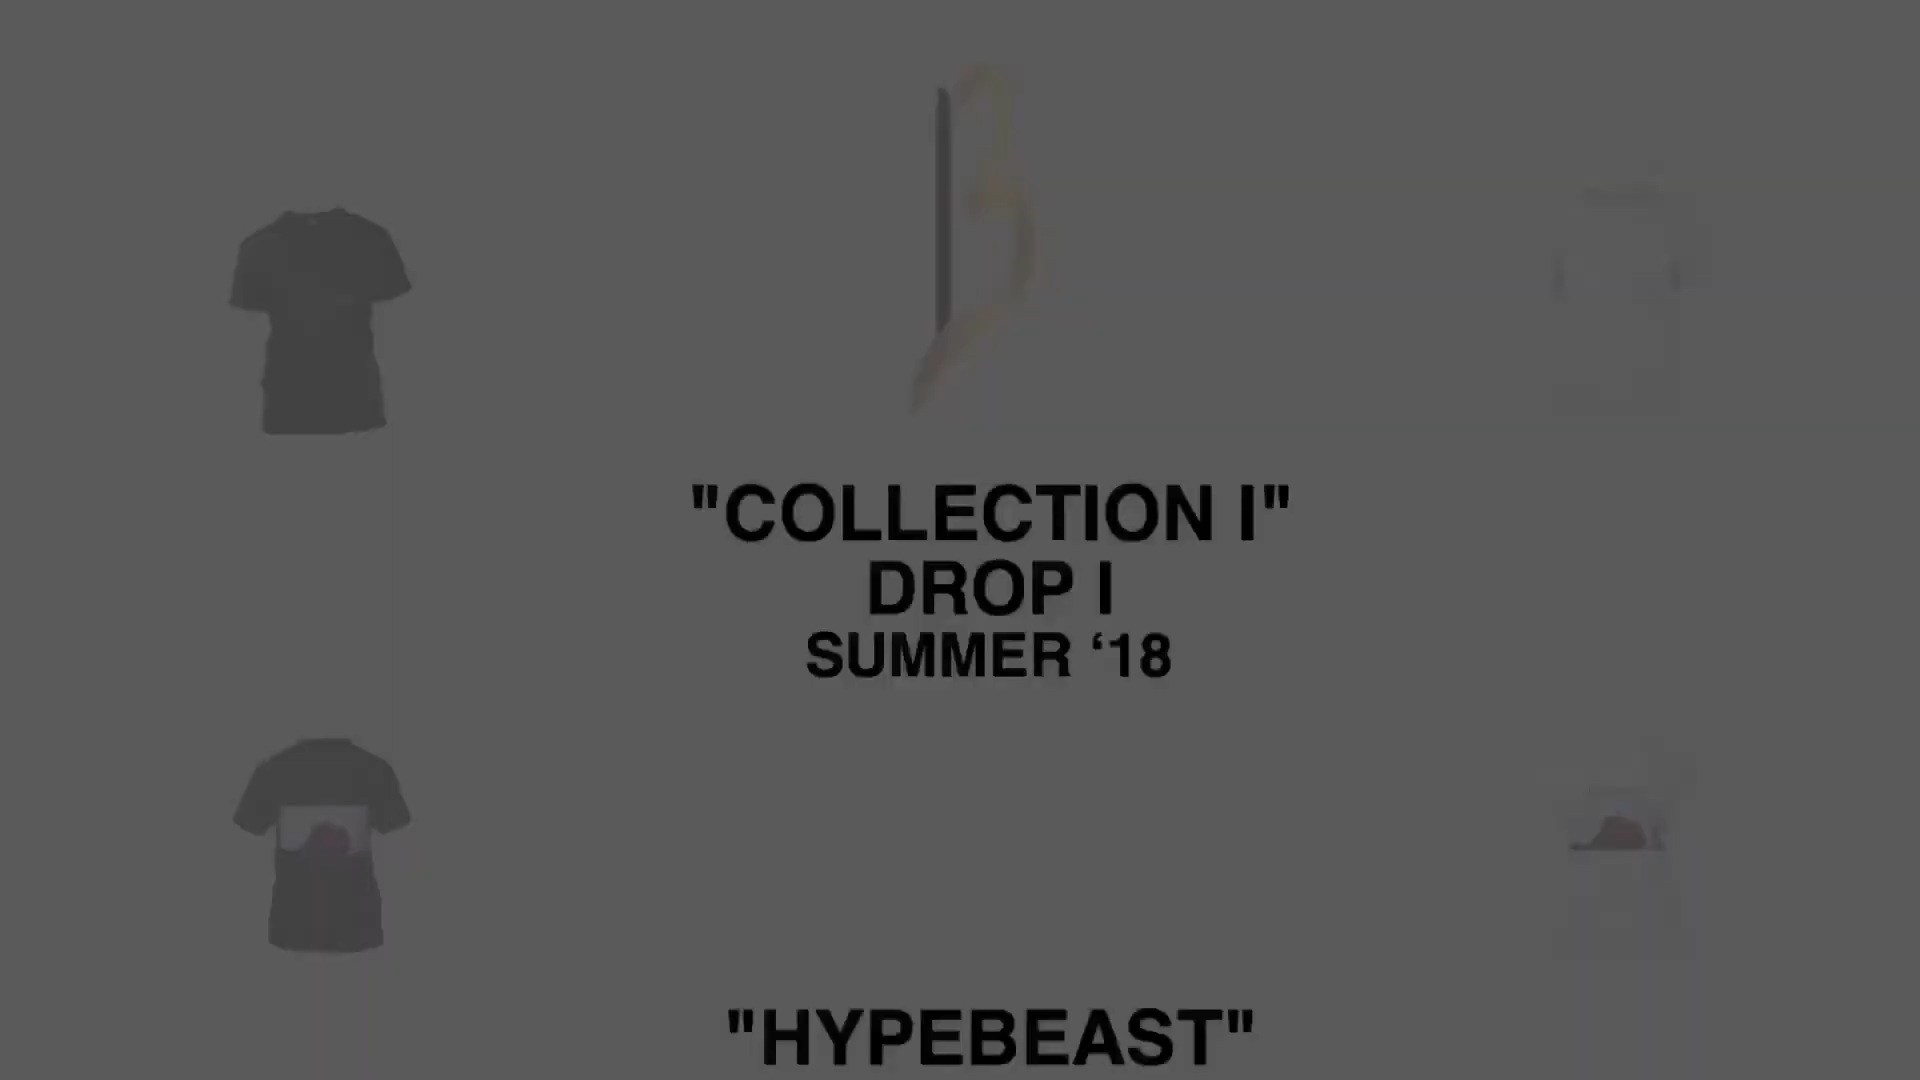 "COLLECTION I"
DROP I
SUMMER ‘18
"HYPEBEAST"